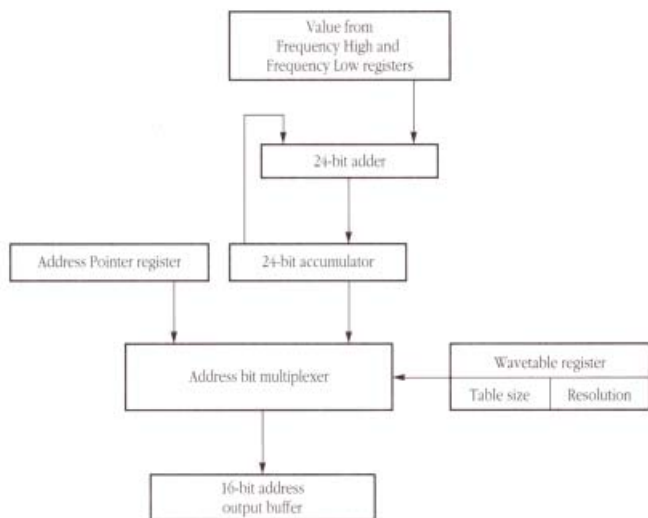 Value from
Frequency High and
Frequency Low registers
24-bit adder
Address Pointer register
24-bit accumulator
Address bit multiplexer
Wavetable register
Table size
Resolution
16-bit address
output buffer